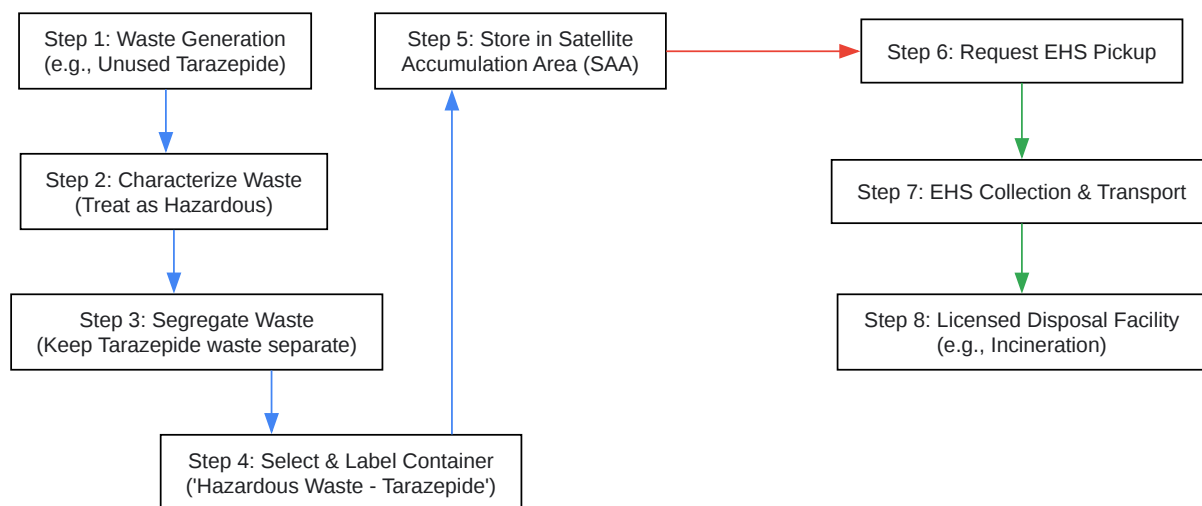 Step 1: Waste Generation
(e.g., Unused Tarazepide)
Step 2: Characterize Waste
(Treat as Hazardous)
Step 3: Segregate Waste
(Keep Tarazepide waste separate)
Step 4: Select & Label Container
('Hazardous Waste - Tarazepide')
Step 5: Store in Satellite
Accumulation Area (SAA)
Step 6: Request EHS Pickup
Step 7: EHS Collection & Transport
Step 8: Licensed Disposal Facility
(e.g., Incineration)